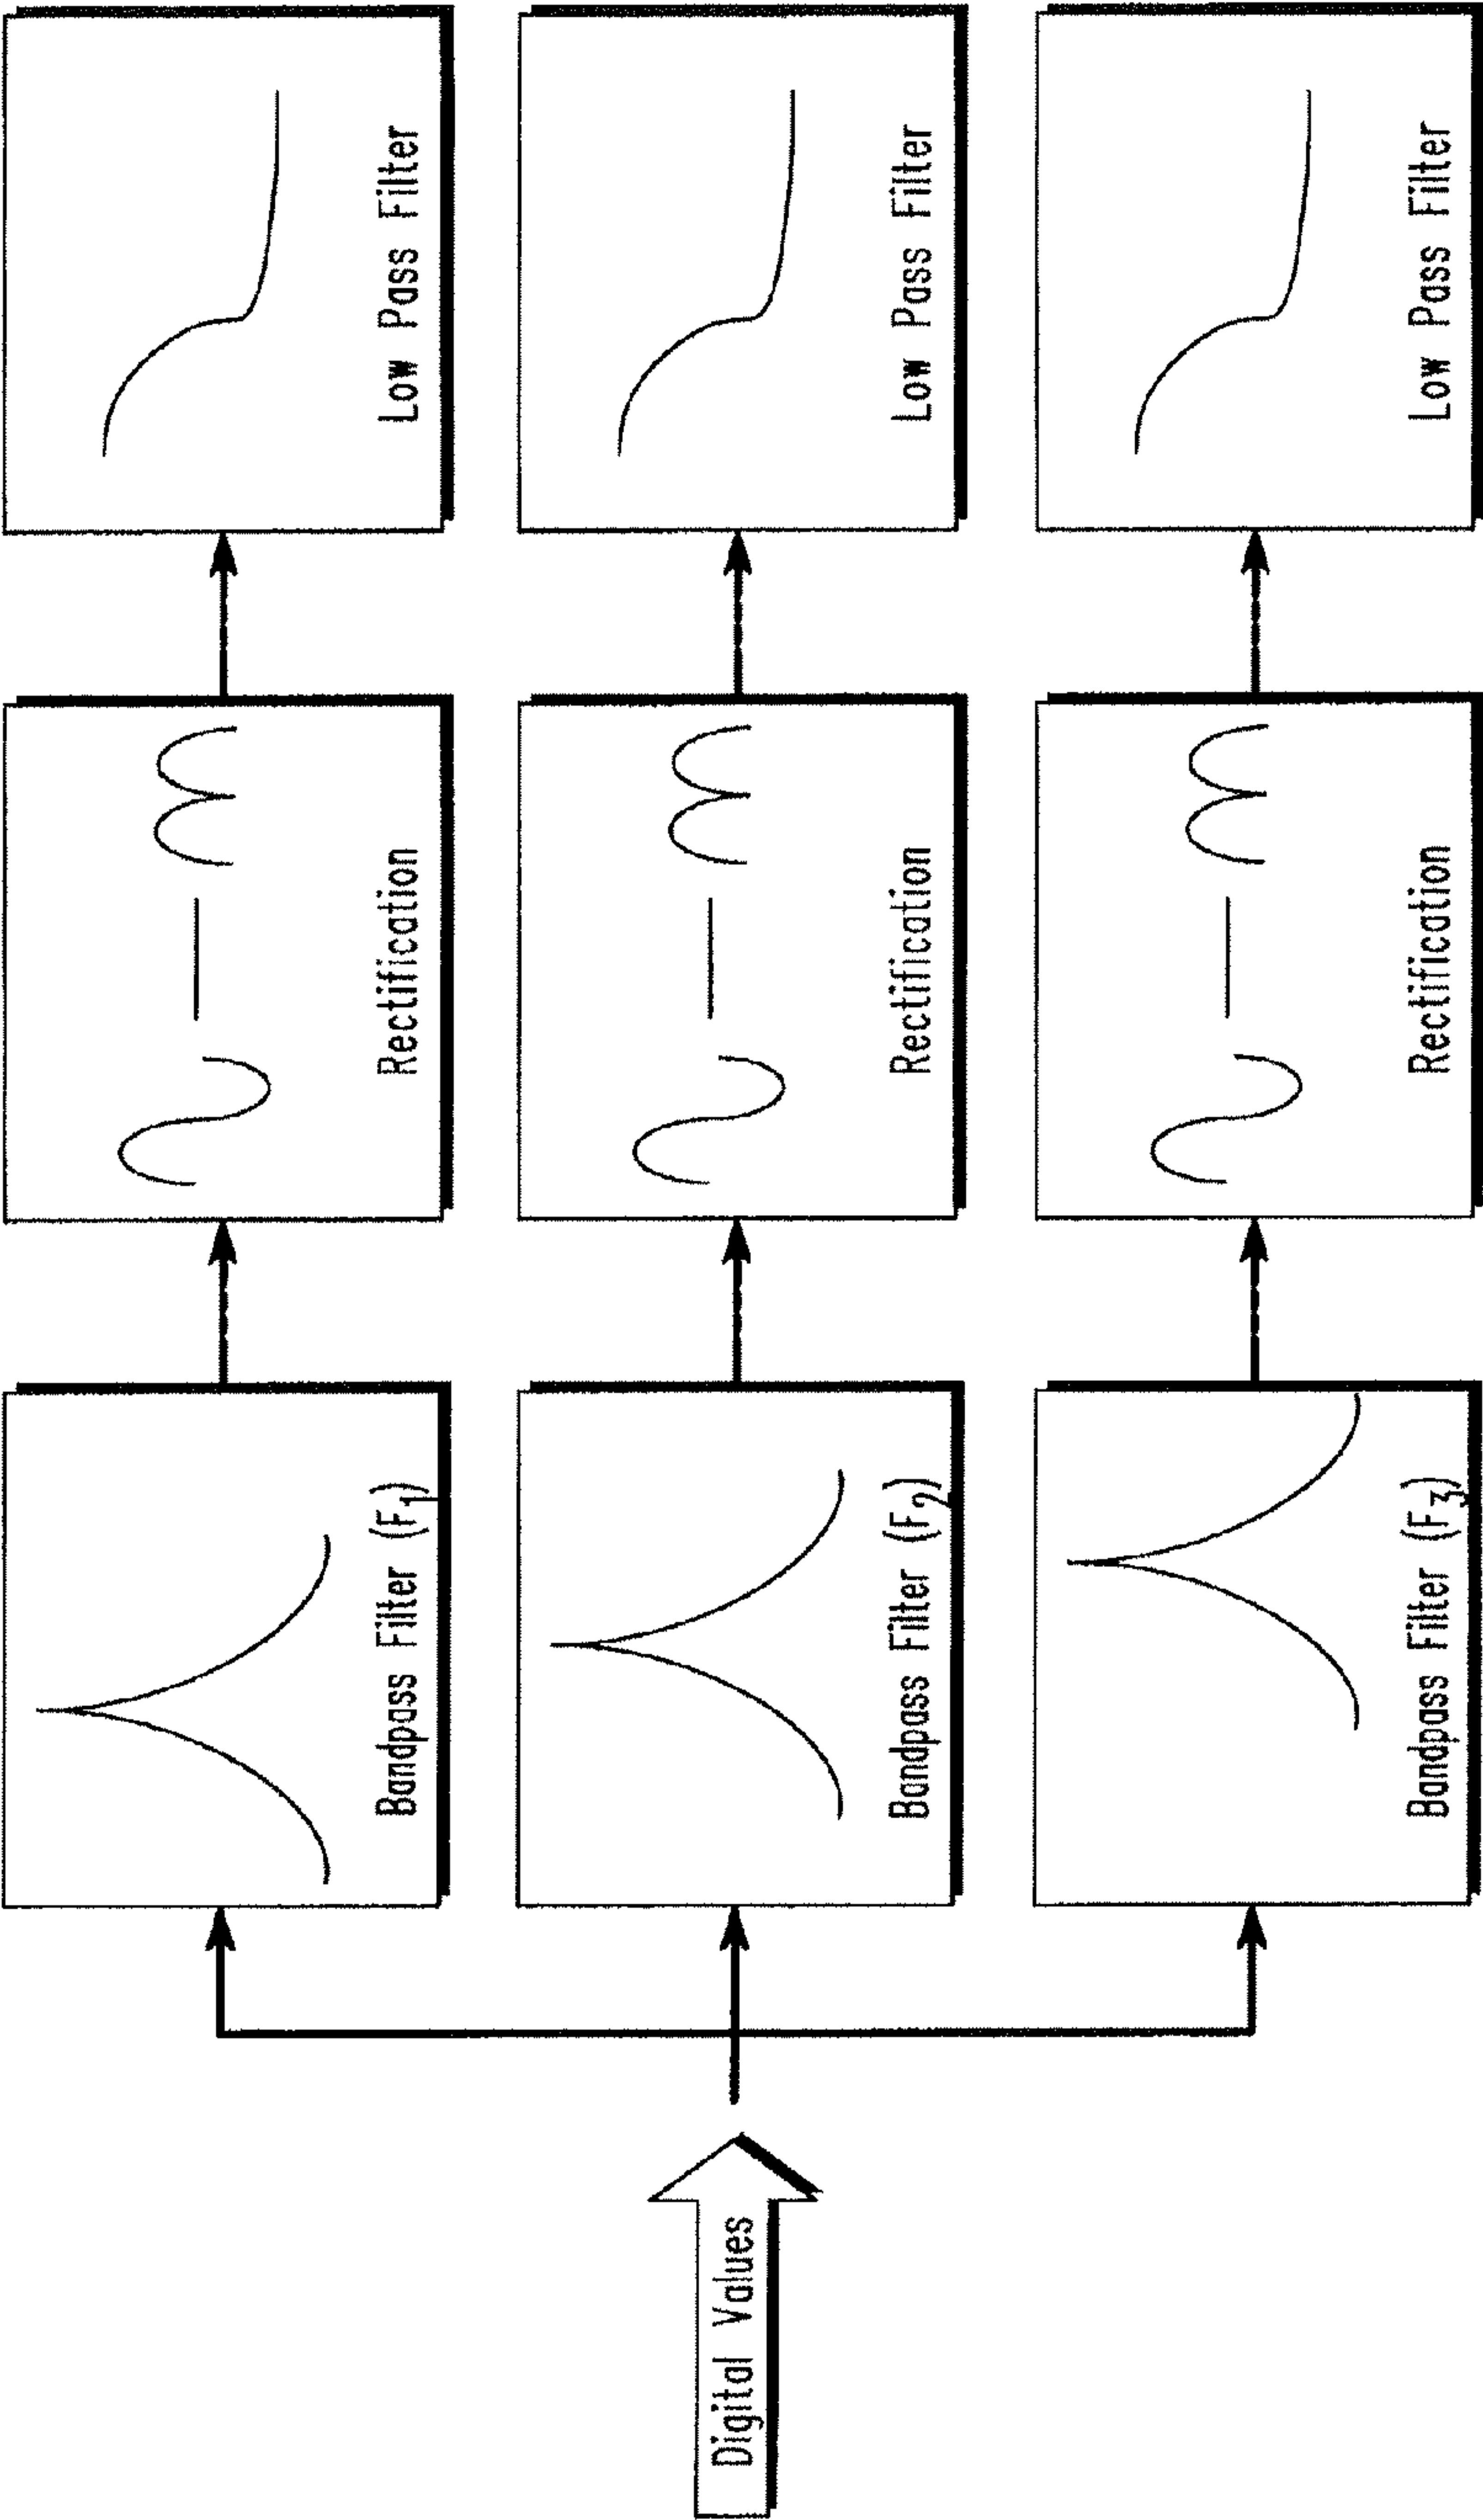 Digital Values
Bandpass Filter (F1)
Rectification
Low Pass Filter
Bandpass Filter (F2)
Rectification
Low Pass Filter
Bandpass Filter (F3)
Rectification
Low Pass Filter